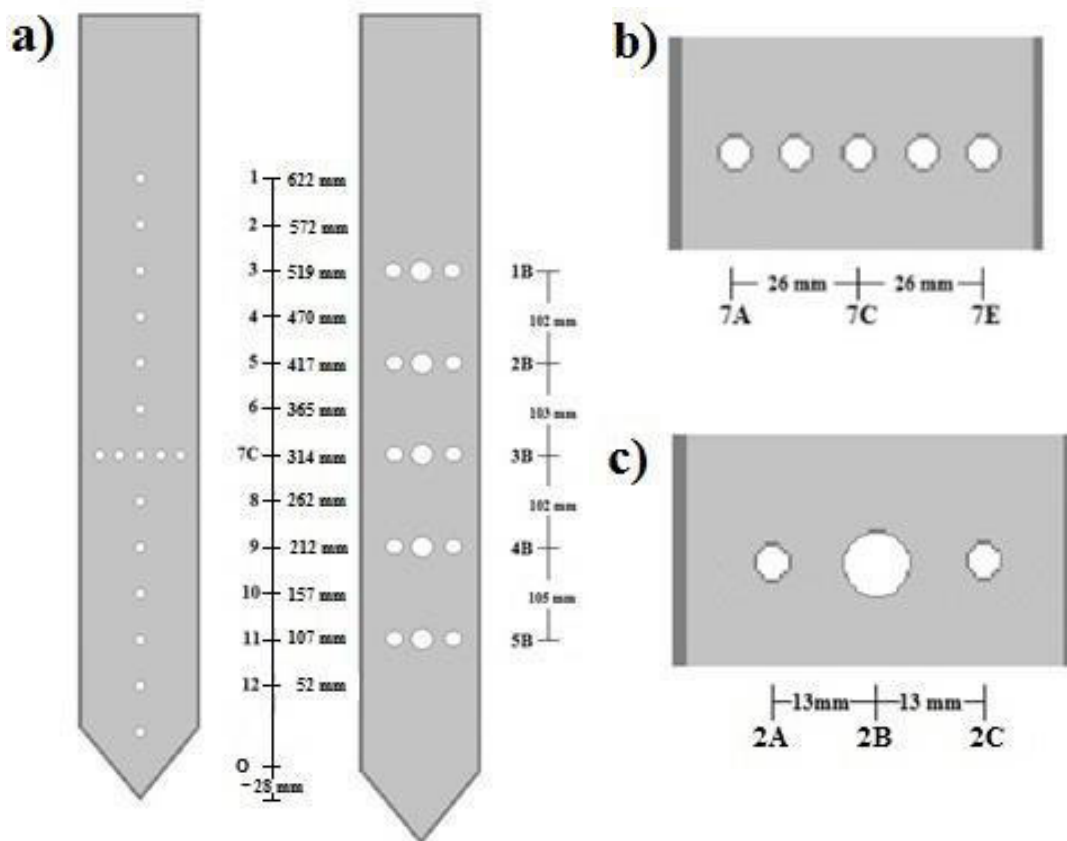 a)
1 622 mm
2 572 mm
3 519 mm
4 470 mm
5 417 mm
6 365 mm
7C 314 mm
8 262 mm
9 212 mm
10 157 mm
11 107 mm
12 52 mm
O
-28 mm
1B
102 mm
2B
103 mm
3B
102 mm
4B
105 mm
5B
b)
26 mm 26 mm
7A 7C 7E
c)
13mm 13 mm
2A 2B 2C